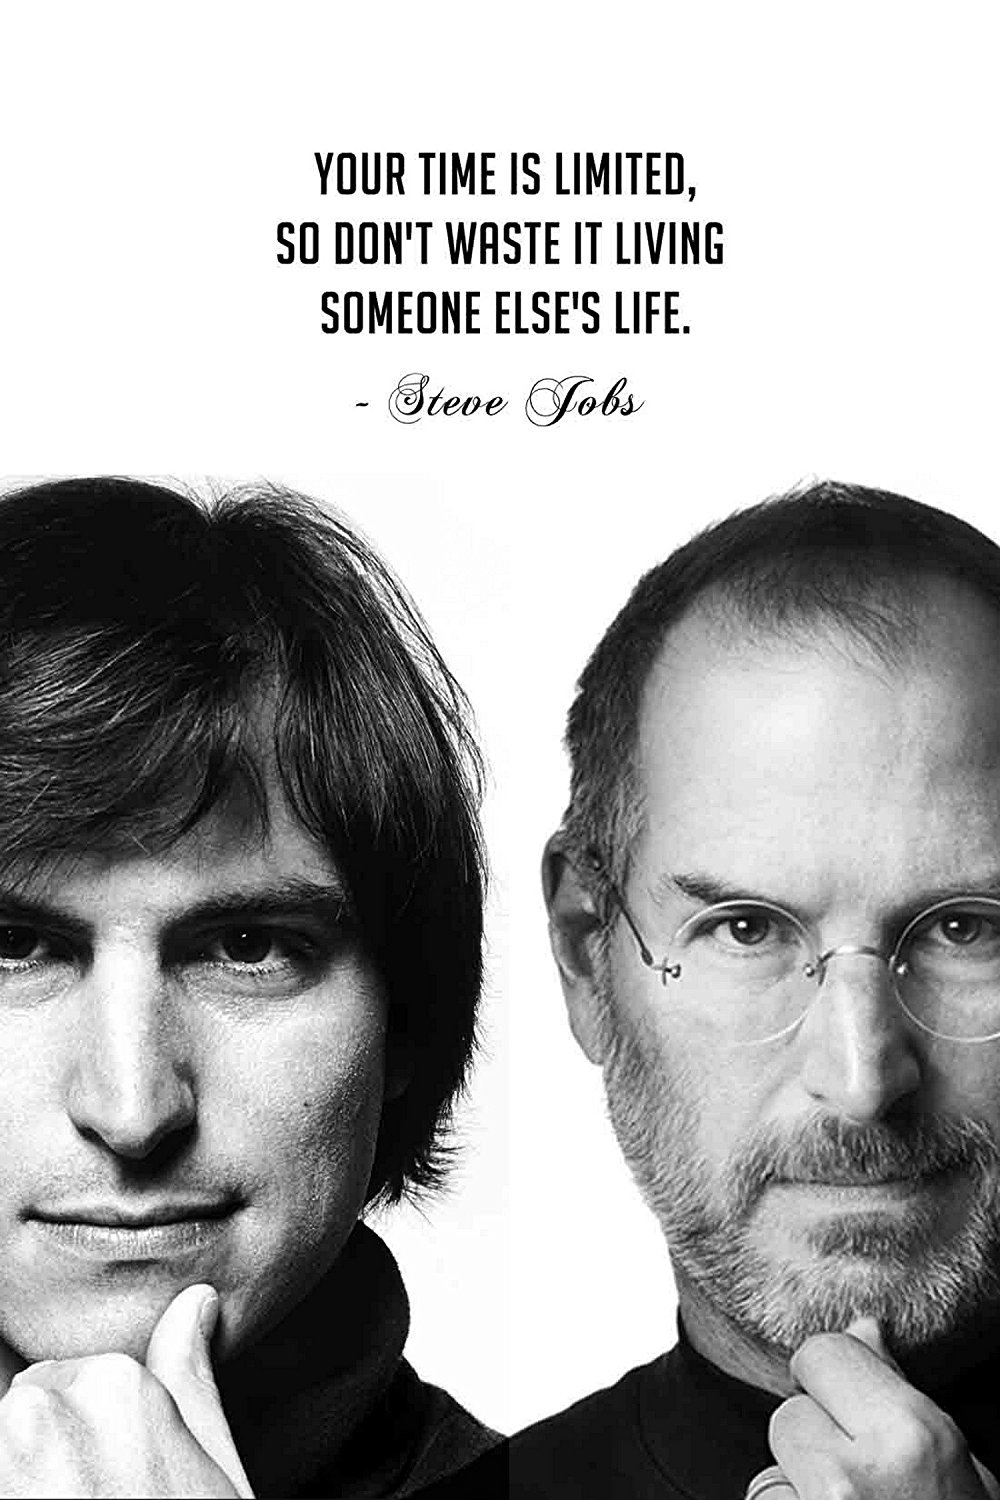 YOUR TIME IS LIMITED,
SO DON'T WASTE IT LIVING
SOMEONE ELSE'S LIFE.
- Steve Jobs